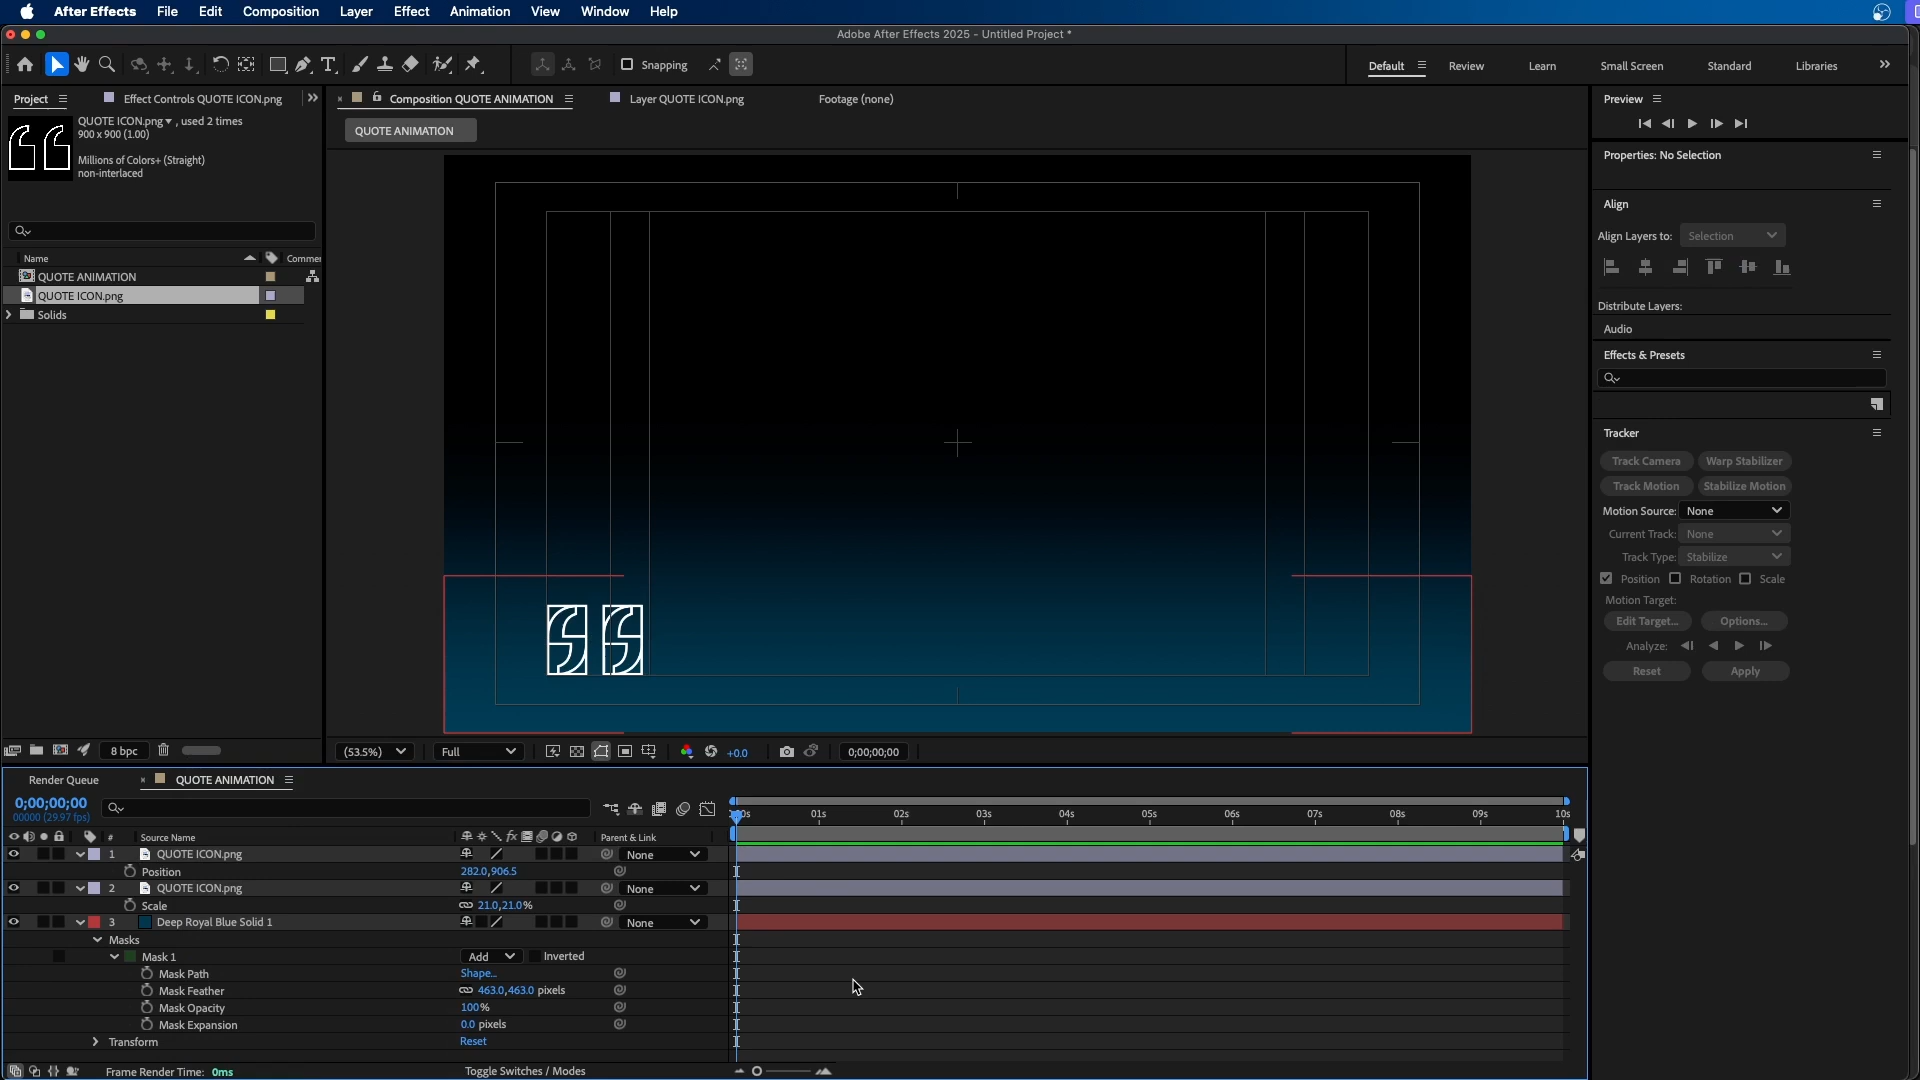 After Effects File Edit Composition Layer Effect Animation View Window Help
Adobe After Effects 2025 - Untitled Project *
Snapping
Default Review Learn Small Screen Standard Libraries
Project Effect Controls QUOTE ICON.png
Composition QUOTE ANIMATION Layer QUOTE ICON.png Footage (none)
QUOTE ANIMATION
QUOTE ICON.png , used 2 times
900 x 900 (1.00)
Millions of Colors+ (Straight)
non-interlaced
Name Commer
QUOTE ANIMATION
QUOTE ICON.png
Solids
8 bpc
(53.5%) Full +0.0 0;00;00;00
Preview
Properties: No Selection
Align
Align Layers to: Selection
Distribute Layers:
Audio
Effects & Presets
Tracker
Track Camera Warp Stabilizer
Track Motion Stabilize Motion
Motion Source: None
Current Track: None
Track Type: Stabilize
Position Rotation Scale
Motion Target:
Edit Target... Options...
Analyze:
Reset Apply
Render Queue QUOTE ANIMATION
0;00;00;00
00000 (29.97 fps)
01s 02s 03s 04s 05s 06s 07s 08s 09s 10s
# Source Name fx Parent & Link
1 QUOTE ICON.png None
Position 282.0,906.5
2 QUOTE ICON.png None
Scale 21.0,21.0%
3 Deep Royal Blue Solid 1 None
Masks
Mask 1 Add Inverted
Mask Path Shape...
Mask Feather 463.0,463.0 pixels
Mask Opacity 100%
Mask Expansion 0.0 pixels
Transform Reset
Frame Render Time: 0ms Toggle Switches / Modes